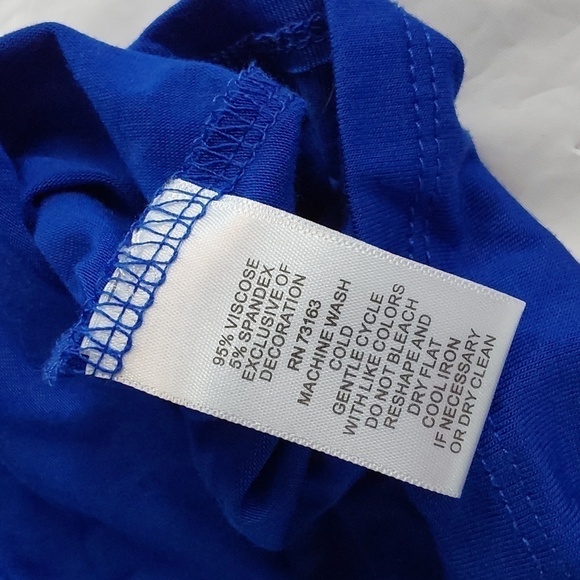 95% VISCOSE
5% SPANDEX
EXCLUSIVE OF
DECORATION
RN 73163
MACHINE WASH
COLD
GENTLE CYCLE
WITH LIKE COLORS
DO NOT BLEACH
RESHAPE AND
DRY FLAT
COOL IRON
IF NECESSARY
OR DRY CLEAN